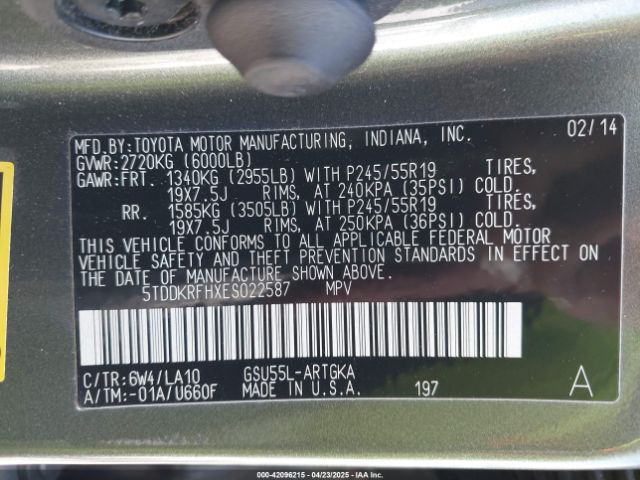 MFD.BY:TOYOTA MOTOR MANUFACTURING, INDIANA, INC. 02/14
GVWR:2720KG (6000LB)
GAWR:FRT. 1340KG (2955LB) WITH P245/55R19 TIRES,
19X7.5J RIMS, AT 240KPA (35PSI) COLD.
RR. 1585KG (3505LB) WITH P245/55R19 TIRES,
19X7.5J RIMS, AT 250KPA (36PSI) COLD.
THIS VEHICLE CONFORMS TO ALL APPLICABLE FEDERAL MOTOR
VEHICLE SAFETY AND THEFT PREVENTION STANDARDS IN EFFECT ON
THE DATE OF MANUFACTURE SHOWN ABOVE.
5TDDKRFHXES022587 MPV
C/TR:6W4/LA10 GSU55L-ARTGKA
A/TM:-01A/U660F MADE IN U.S.A. 197 A
000-42096215 - 04/23/2025 - IAA Inc.